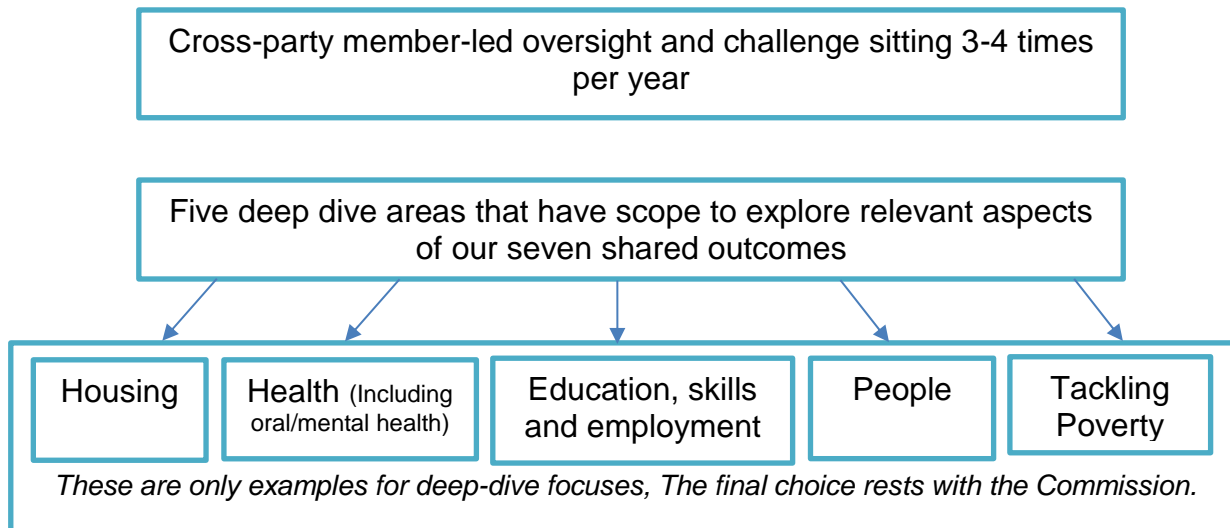 Cross-party member-led oversight and challenge sitting 3-4 times
per year
Five deep dive areas that have scope to explore relevant aspects
of our seven shared outcomes
Housing
Health (Including
oral/mental health)
Education, skills
and employment
People
Tackling
Poverty
These are only examples for deep-dive focuses, The final choice rests with the Commission.